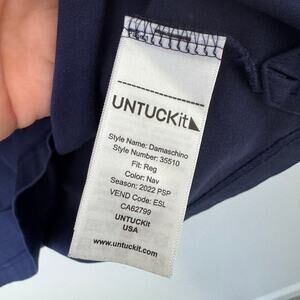 UNTUCKit
Style Name: Damaschino
Style Number: 35510
Fit: Reg
Color: Nav
Season: 2022 PSP
VEND Code: ESL
CA62799
UNTUCKit
USA
www.untuckit.com